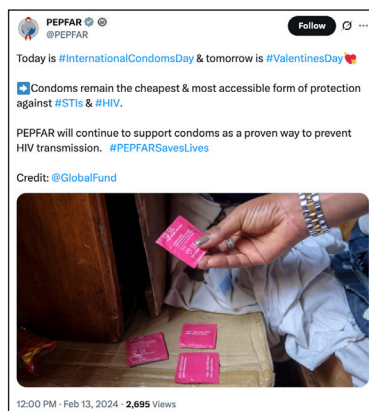 PEPFAR
@PEPFAR
Follow
Today is #InternationalCondomsDay & tomorrow is #ValentinesDay💘
➡️Condoms remain the cheapest & most accessible form of protection
against #STIs & #HIV.
PEPFAR will continue to support condoms as a proven way to prevent
HIV transmission. #PEPFARSavesLives
Credit: @GlobalFund
12:00 PM · Feb 13, 2024 · 2,695 Views